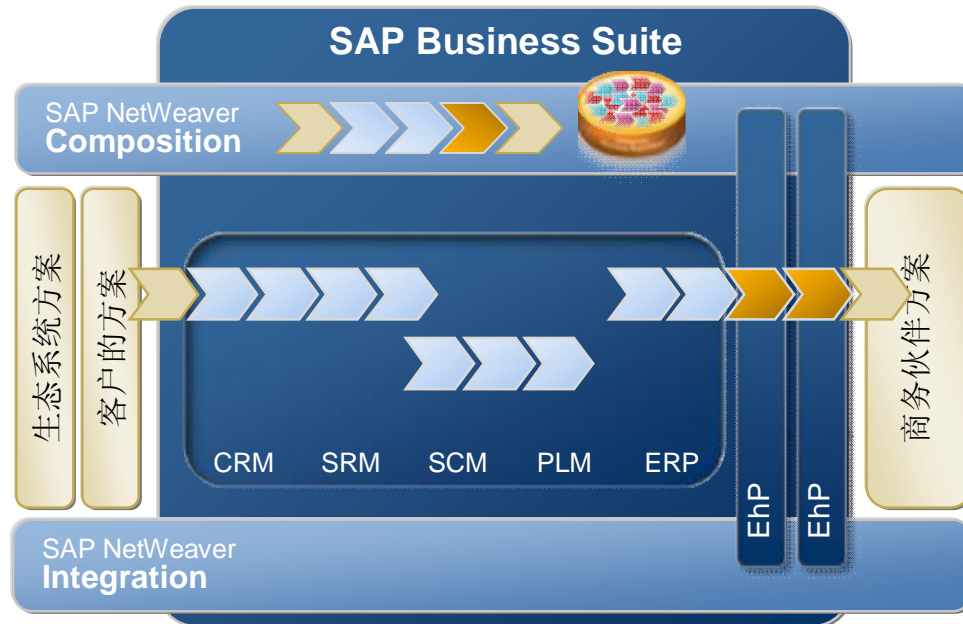 SAP Business Suite
SAP NetWeaver
Composition
生态系统方案
客户的方案
商务伙伴方案
CRM
SRM
SCM
PLM
ERP
EhP
EhP
SAP NetWeaver
Integration